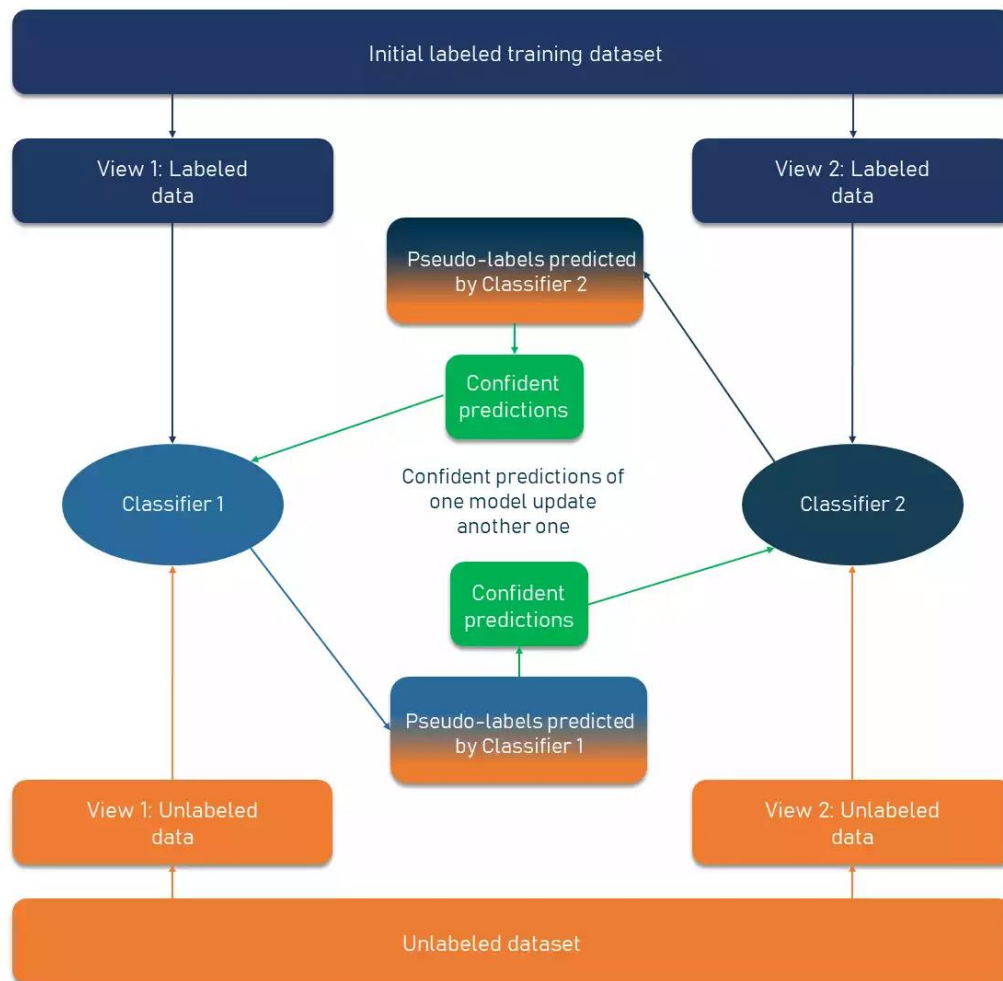 Initial labeled training dataset
View 1: Labeled
data
View 2: Labeled
data
Pseudo-labels predicted
by Classifier 2
Confident
predictions
Classifier 1
Confident predictions of
one model update
another one
Classifier 2
Confident
predictions
Pseudo-labels predicted
by Classifier 1
View 1: Unlabeled
data
View 2: Unlabeled
data
Unlabeled dataset